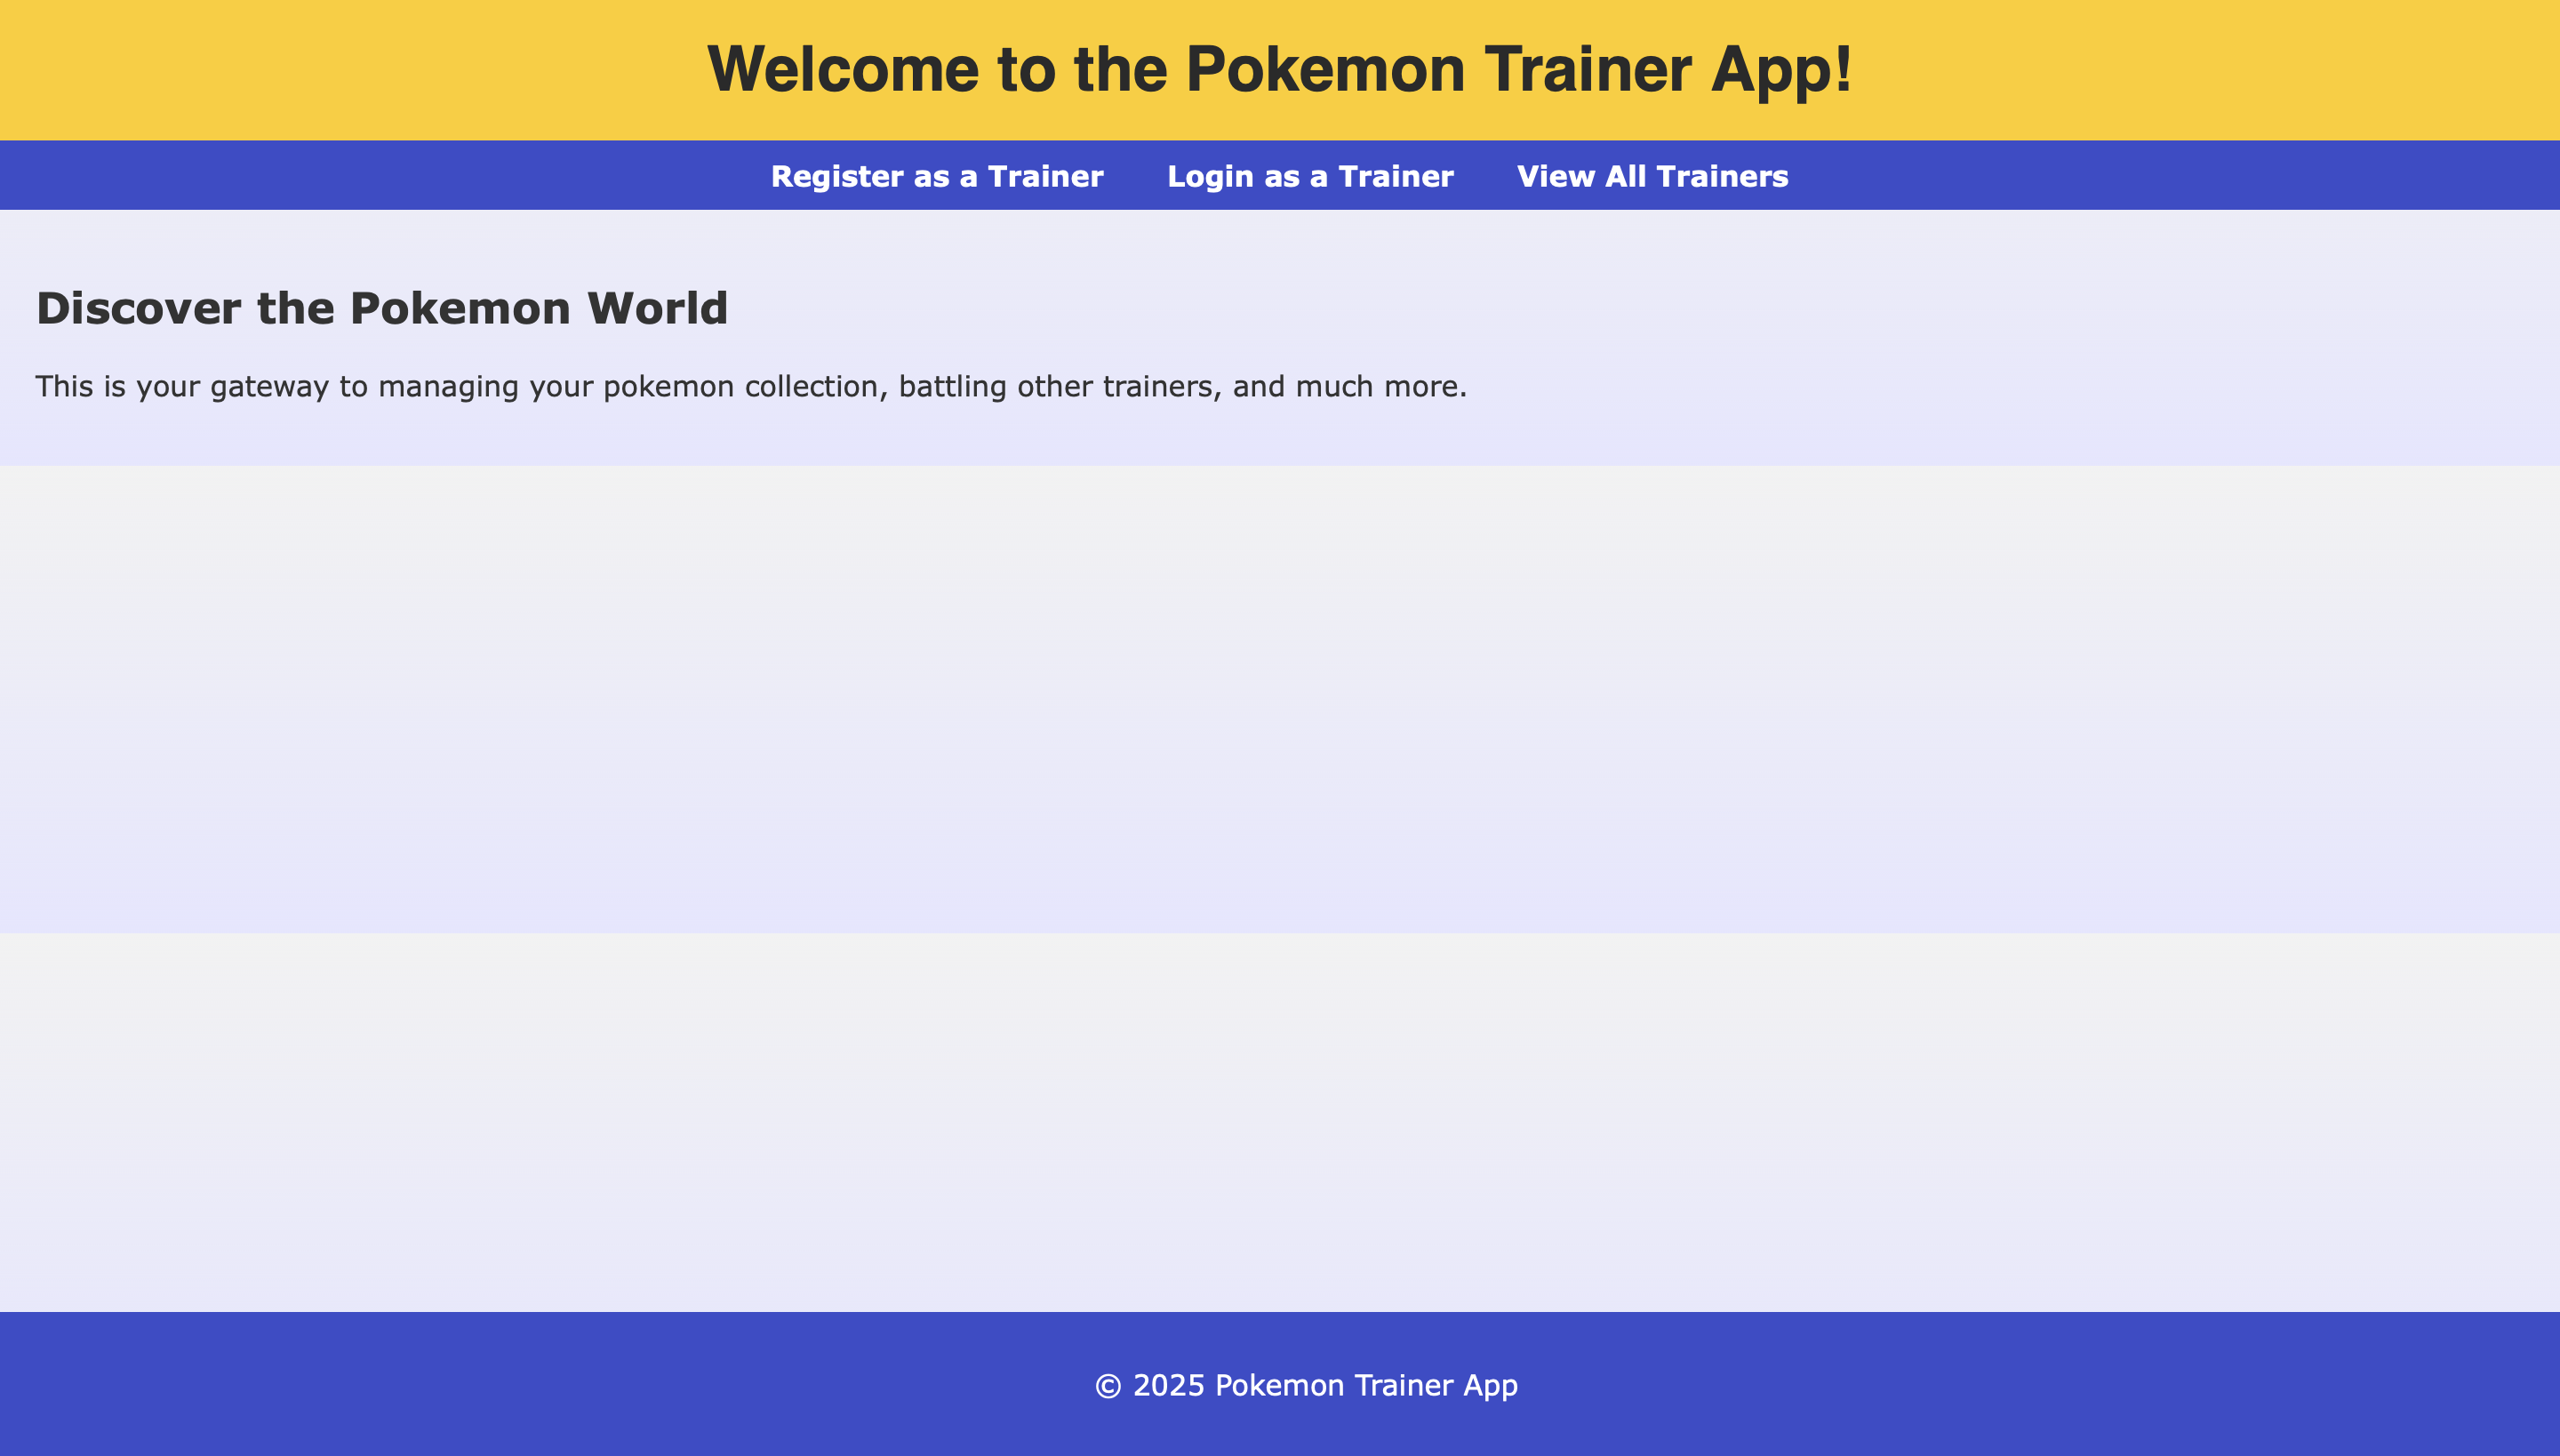 Welcome to the Pokemon Trainer App!
Register as a Trainer Login as a Trainer View All Trainers
Discover the Pokemon World
This is your gateway to managing your pokemon collection, battling other trainers, and much more.
© 2025 Pokemon Trainer App